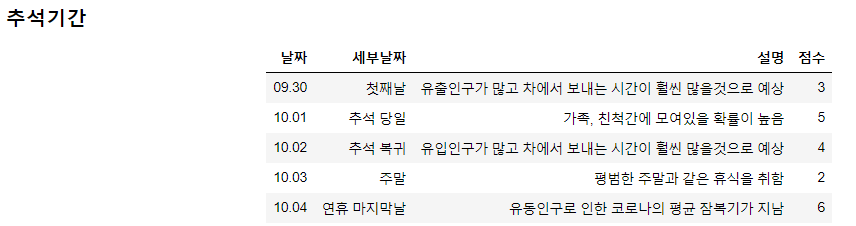 추석기간
날짜 세부날짜 설명 점수
09.30 첫째날 유출인구가 많고 차에서 보내는 시간이 훨씬 많을것으로 예상 3
10.01 추석 당일 가족, 친척간에 모여있을 확률이 높음 5
10.02 추석 복귀 유입인구가 많고 차에서 보내는 시간이 훨씬 많을것으로 예상 4
10.03 주말 평범한 주말과 같은 휴식을 취함 2
10.04 연휴 마지막날 유동인구로 인한 코로나의 평균 잠복기가 지남 6